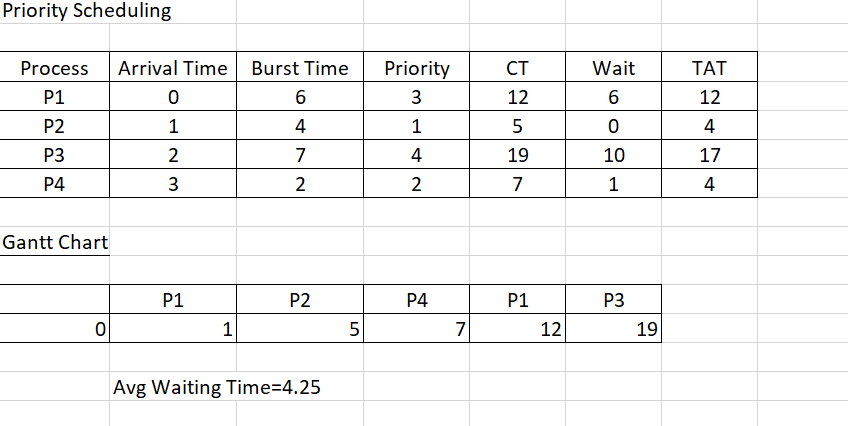 Priority Scheduling
Process Arrival Time Burst Time Priority CT Wait TAT
P1 0 6 3 12 6 12
P2 1 4 1 5 0 4
P3 2 7 4 19 10 17
P4 3 2 2 7 1 4
Gantt Chart
P1 P2 P4 P1 P3
0 1 5 7 12 19
Avg Waiting Time=4.25